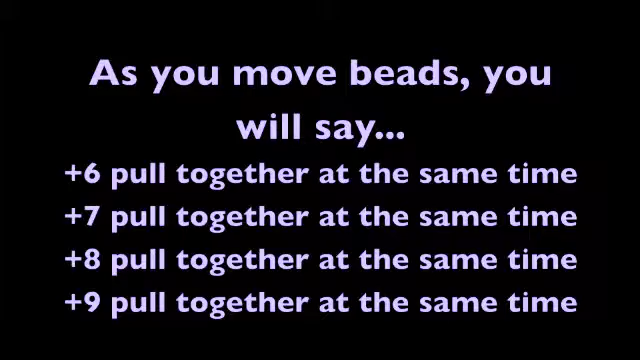 As you move beads, you
will say...
+6 pull together at the same time
+7 pull together at the same time
+8 pull together at the same time
+9 pull together at the same time